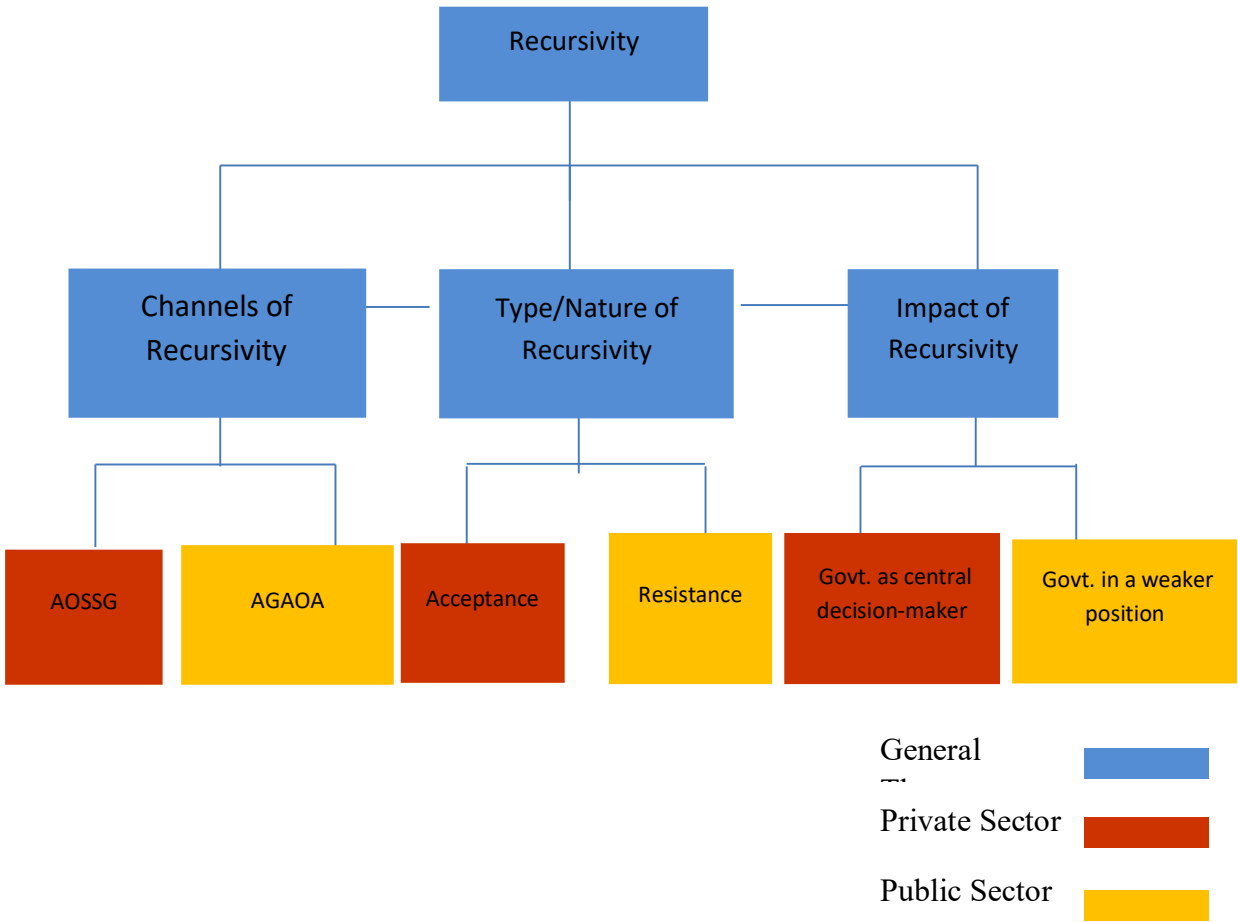 Recursivity
Channels of
Recursivity
Type/Nature of
Recursivity
Impact of
Recursivity
AOSSG
AGAOA
Acceptance
Resistance
Govt. as central
decision-maker
Govt. in a weaker
position
General
Private Sector
Public Sector